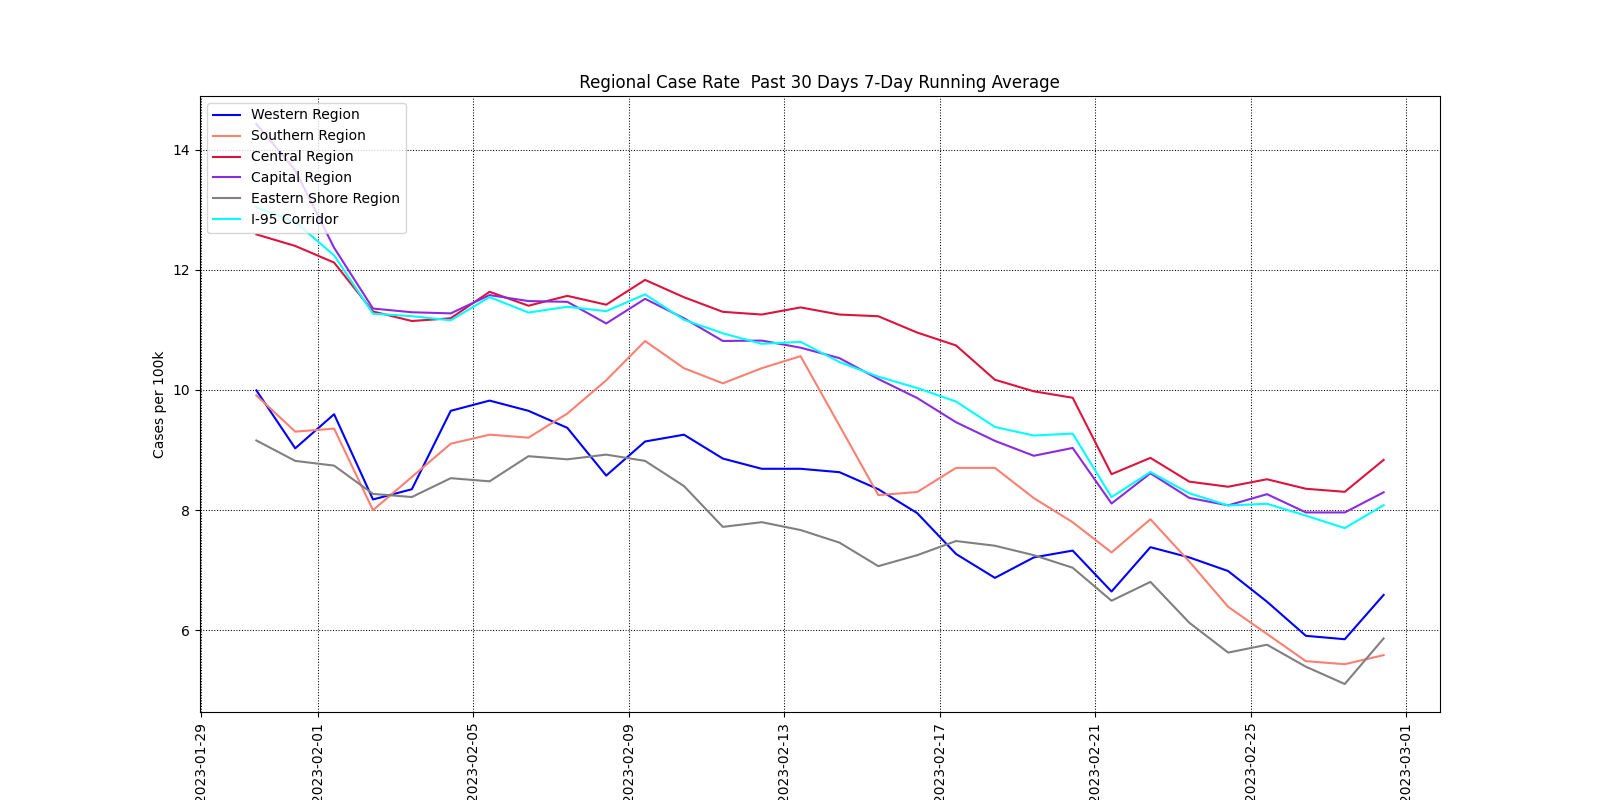 Regional Case Rate  Past 30 Days 7-Day Running Average
Western Region
Southern Region
Central Region
Capital Region
Eastern Shore Region
I-95 Corridor
Cases per 100k
14
12
10
8
6
2023-01-29
2023-02-01
2023-02-05
2023-02-09
2023-02-13
2023-02-17
2023-02-21
2023-02-25
2023-03-01